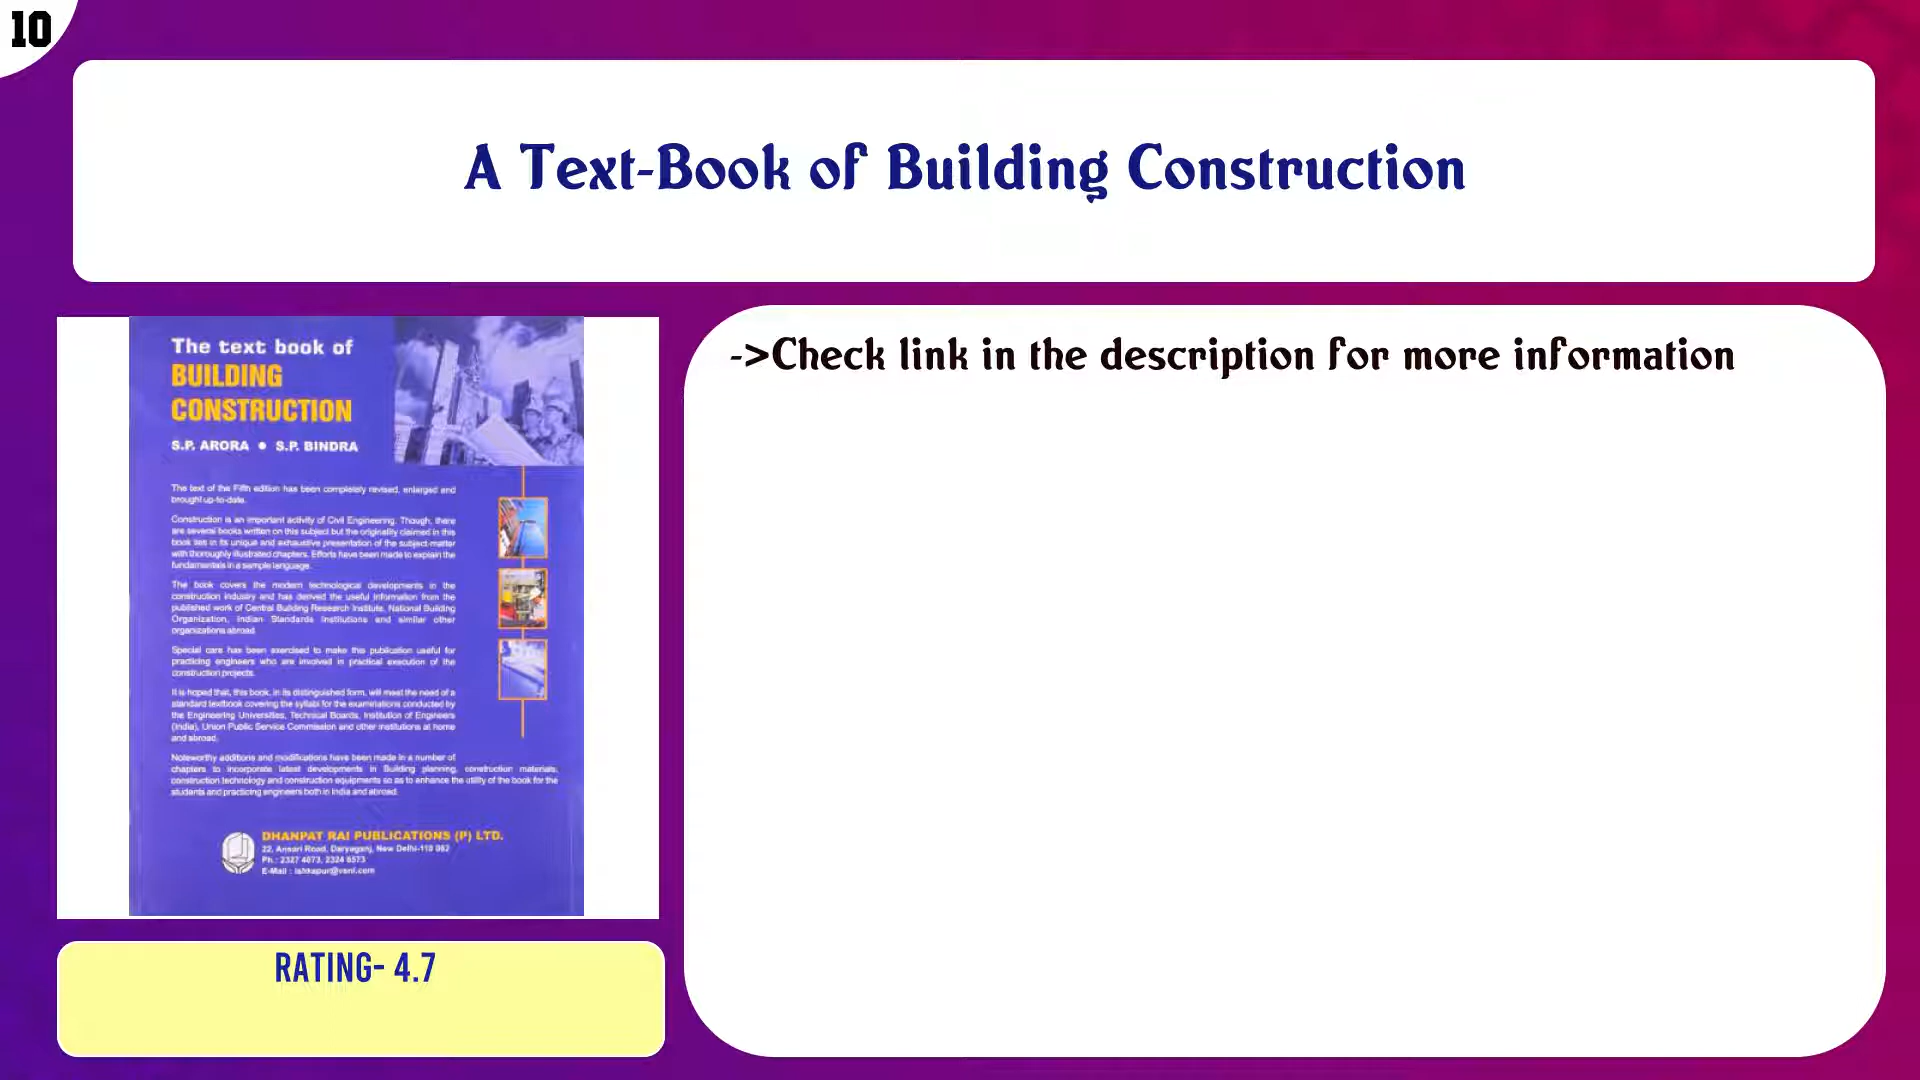 10
A Text-Book of Building Construction
The text book of
BUILDING
CONSTRUCTION
S.P. ARORA • S.P. BINDRA
The text of the Fifth edition has been completely revised, enlarged and
brought up-to-date.
Construction is an important activity of Civil Engineering. Though, there
are several books written on this subject but the originality claimed in this
book lies in its unique and exhaustive presentation of the subject matter
with thoroughly illustrated chapters. Efforts have been made to explain the
fundamentals in a sample language.
The book covers the modern technological developments in the
construction industry and has derived the useful information from the
published work of Central Building Research Institute, National Building
Organization, Indian Standards Institutions and similar other
organizations abroad.
Special care has been exercised to make this publication useful for
practicing engineers who are involved in practical execution of the
construction projects.
It is hoped that, this book, in its distinguished form, will meet the need of a
standard textbook covering the syllabi for the examinations conducted by
the Engineering Universities, Technical Boards, Institution of Engineers
(India), Union Public Service Commission and other institutions at home
and abroad.
Noteworthy additions and modifications have been made in a number of
chapters to incorporate latest developments in Building planning, construction materials,
construction technology and construction equipments so as to enhance the utility of the book for the
students and practicing engineers both in India and abroad.
DHANPAT RAI PUBLICATIONS (P) LTD.
22, Ansari Road, Daryaganj, New Delhi-110 002
Ph.: 2327 4073, 2324 6573
E-Mail : ishkapur@vsnl.com
->Check link in the description for more information
RATING- 4.7